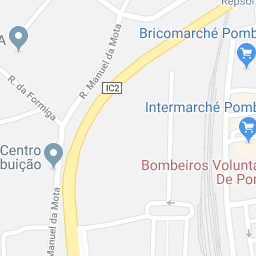 Repsol
A
Bricomarché Pomb
R. Manuel da Mota
R. da Formiga
IC2
Intermarché Pomb
Centro
buição
Bombeiros Volunta
De Pom
Manuel da Mota